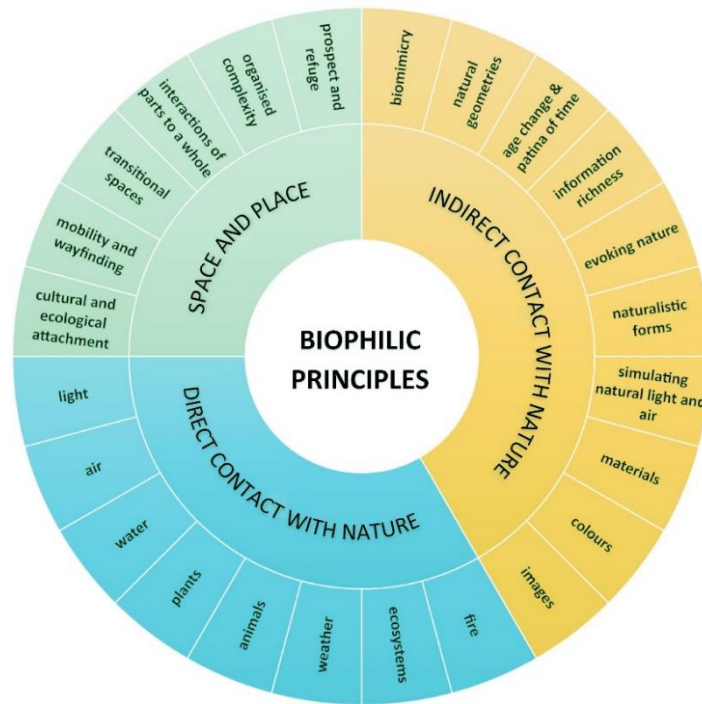 BIOPHILIC
PRINCIPLES
SPACE AND PLACE
cultural and
ecological
attachment
mobility and
wayfinding
transitional
spaces
interactions of
parts to a whole
organised
complexity
prospect and
refuge
INDIRECT CONTACT WITH NATURE
biomimicry
natural
geometries
age change &
patina of time
information
richness
evoking nature
naturalistic
forms
simulating
natural light and
air
materials
colours
images
DIRECT CONTACT WITH NATURE
light
air
water
plants
animals
weather
ecosystems
fire